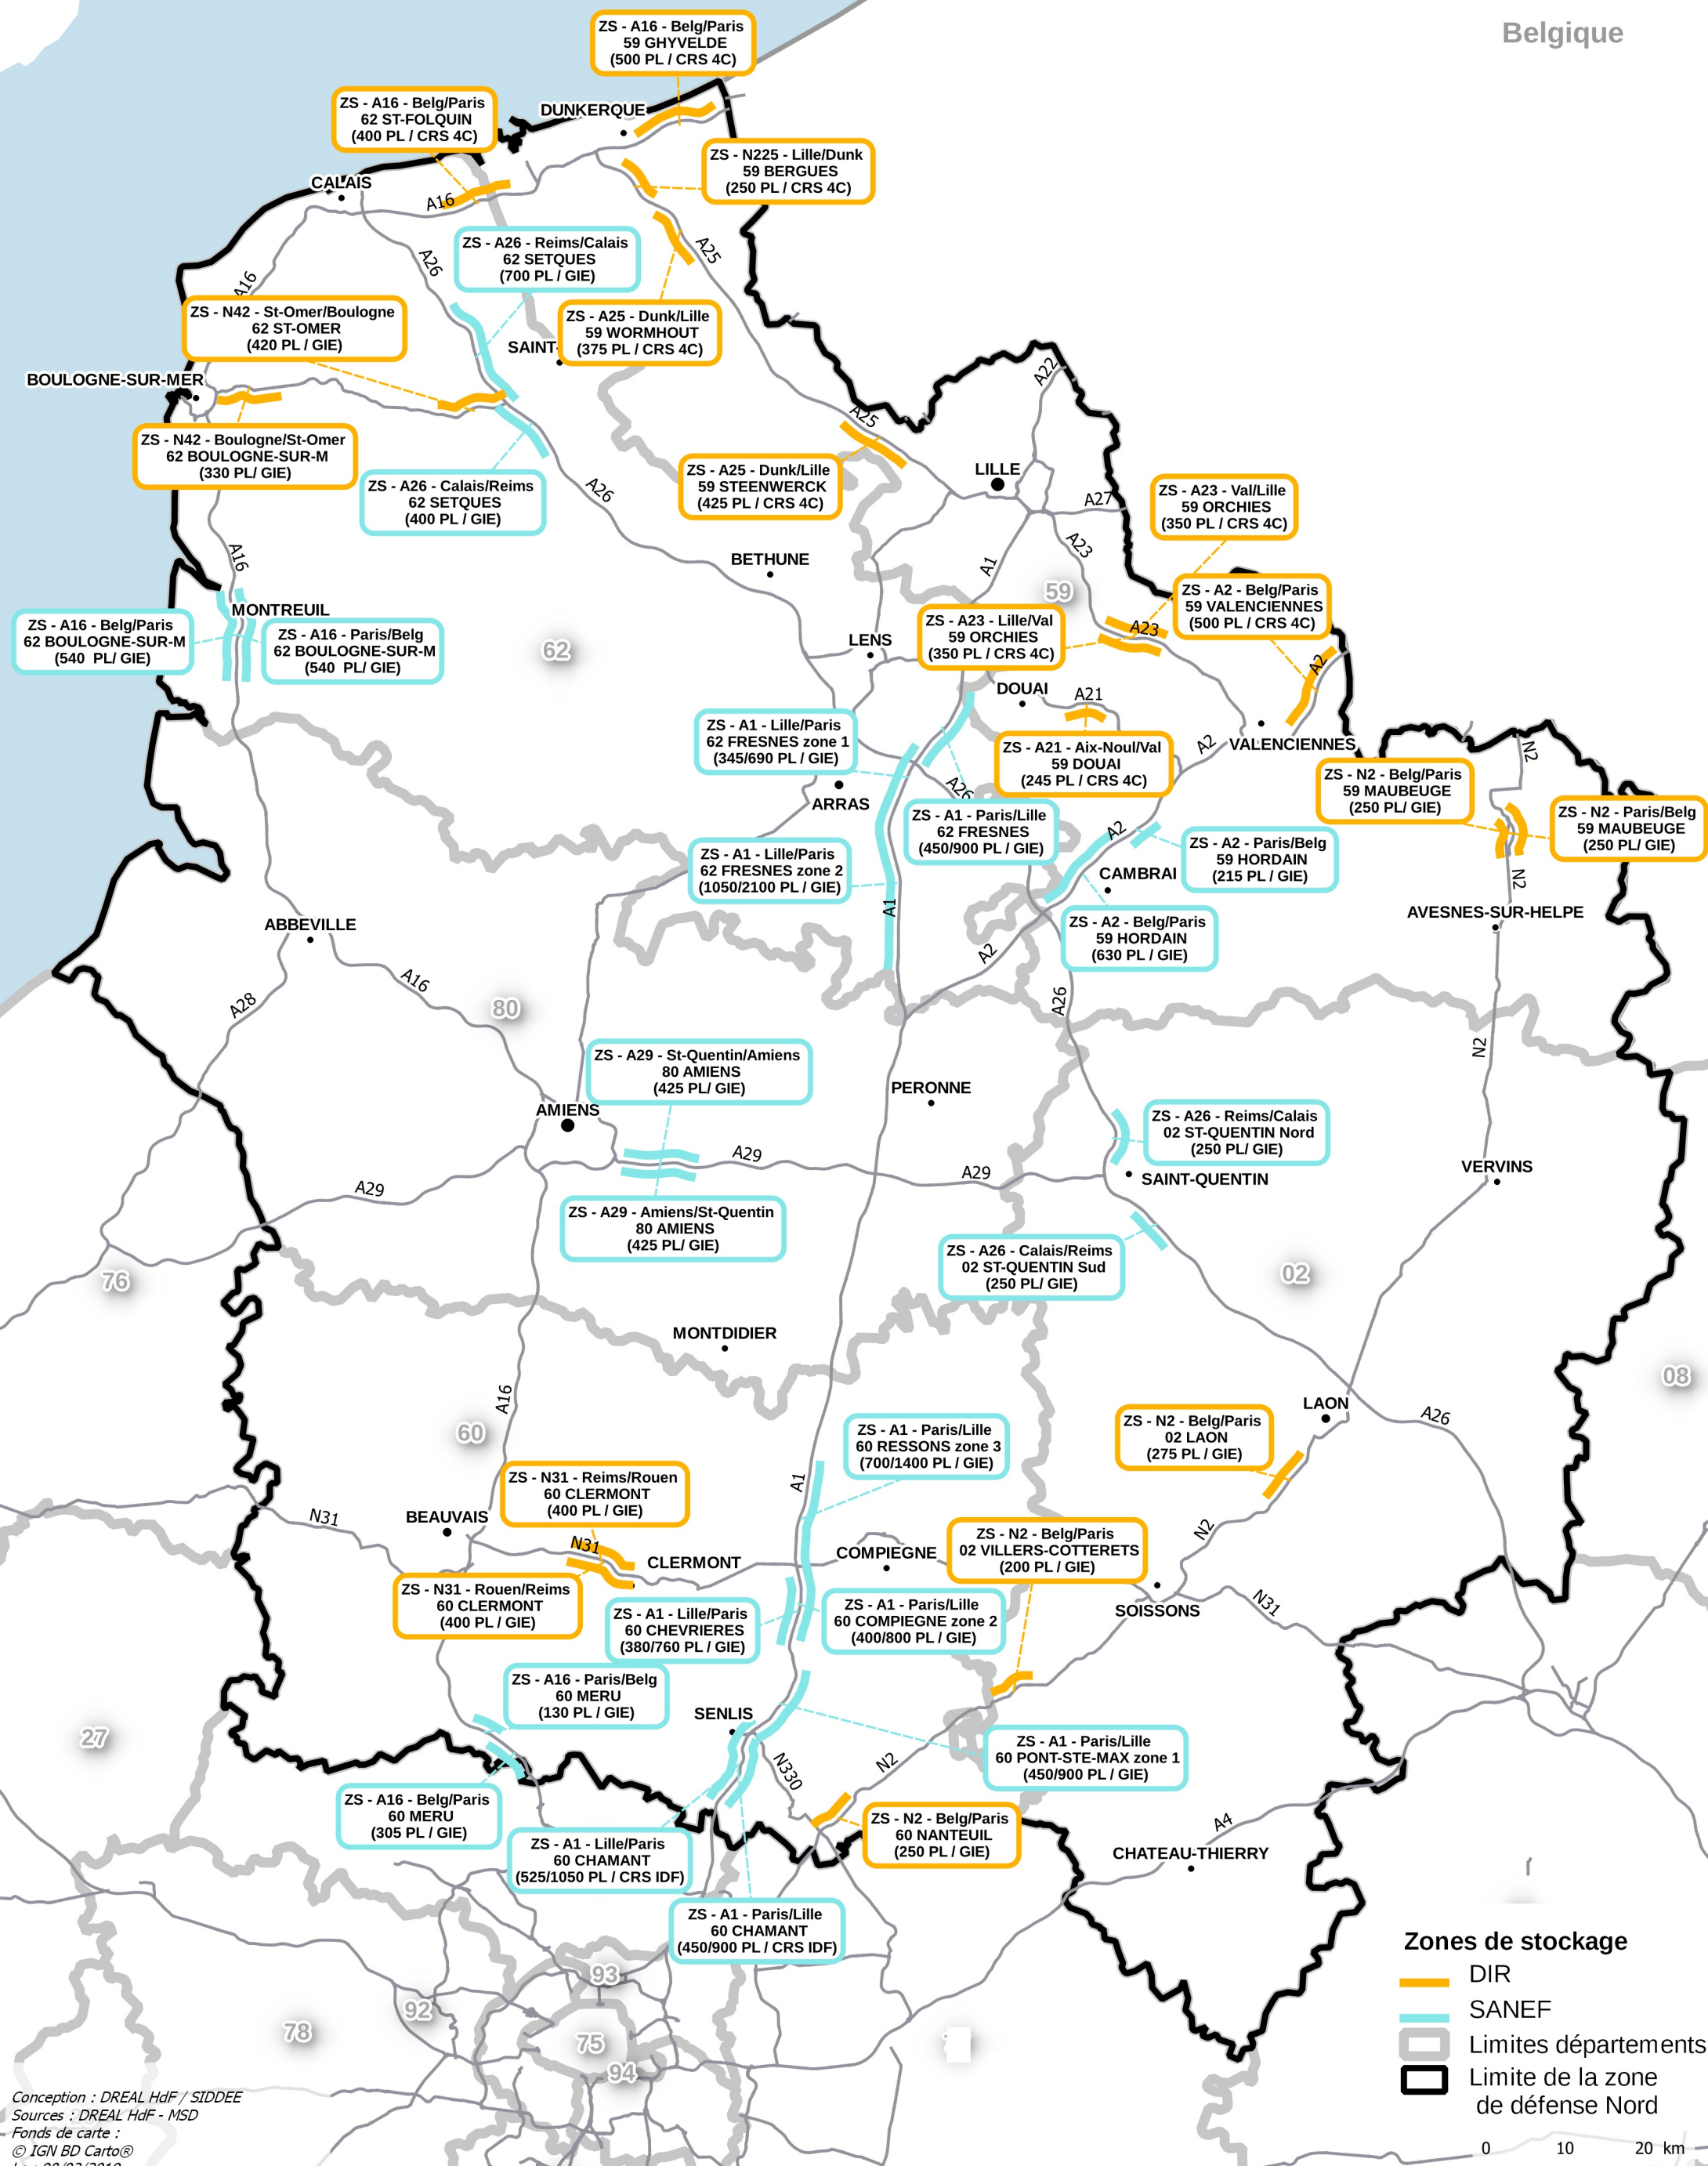 Belgique
ZS - A16 - Belg/Paris
59 GHYVELDE
(500 PL / CRS 4C)
ZS - A16 - Belg/Paris
62 ST-FOLQUIN
(400 PL / CRS 4C)
DUNKERQUE
ZS - N225 - Lille/Dunk
59 BERGUES
(250 PL / CRS 4C)
CALAIS
A16
A26
A25
A16
ZS - A26 - Reims/Calais
62 SETQUES
(700 PL / GIE)
ZS - N42 - St-Omer/Boulogne
62 ST-OMER
(420 PL / GIE)
ZS - A25 - Dunk/Lille
59 WORMHOUT
(375 PL / CRS 4C)
SAINT-
BOULOGNE-SUR-MER
A22
A25
ZS - N42 - Boulogne/St-Omer
62 BOULOGNE-SUR-M
(330 PL/ GIE)
ZS - A26 - Calais/Reims
62 SETQUES
(400 PL / GIE)
A26
ZS - A25 - Dunk/Lille
59 STEENWERCK
(425 PL / CRS 4C)
LILLE
A27
ZS - A23 - Val/Lille
59 ORCHIES
(350 PL / CRS 4C)
A16
BETHUNE
A1
A23
59
ZS - A2 - Belg/Paris
59 VALENCIENNES
(500 PL / CRS 4C)
MONTREUIL
ZS - A16 - Belg/Paris
62 BOULOGNE-SUR-M
(540 PL/ GIE)
ZS - A16 - Paris/Belg
62 BOULOGNE-SUR-M
(540 PL/ GIE)
62
LENS
ZS - A23 - Lille/Val
59 ORCHIES
(350 PL / CRS 4C)
A23
A2
DOUAI
A21
ZS - A1 - Lille/Paris
62 FRESNES zone 1
(345/690 PL / GIE)
ZS - A21 - Aix-Noul/Val
59 DOUAI
(245 PL / CRS 4C)
A2
VALENCIENNES
N2
ZS - N2 - Belg/Paris
59 MAUBEUGE
(250 PL/ GIE)
ZS - N2 - Paris/Belg
59 MAUBEUGE
(250 PL/ GIE)
A26
ARRAS
ZS - A1 - Paris/Lille
62 FRESNES
(450/900 PL / GIE)
A2
ZS - A2 - Paris/Belg
59 HORDAIN
(215 PL / GIE)
ZS - A1 - Lille/Paris
62 FRESNES zone 2
(1050/2100 PL / GIE)
CAMBRAI
N2
A1
AVESNES-SUR-HELPE
ZS - A2 - Belg/Paris
59 HORDAIN
(630 PL / GIE)
ABBEVILLE
A2
A16
A28
80
A26
N2
ZS - A29 - St-Quentin/Amiens
80 AMIENS
(425 PL/ GIE)
PERONNE
AMIENS
ZS - A26 - Reims/Calais
02 ST-QUENTIN Nord
(250 PL/ GIE)
A29
A29
SAINT-QUENTIN
VERVINS
A29
ZS - A29 - Amiens/St-Quentin
80 AMIENS
(425 PL/ GIE)
ZS - A26 - Calais/Reims
02 ST-QUENTIN Sud
(250 PL/ GIE)
76
02
MONTDIDIER
08
A16
LAON
A26
60
ZS - A1 - Paris/Lille
60 RESSONS zone 3
(700/1400 PL / GIE)
ZS - N2 - Belg/Paris
02 LAON
(275 PL / GIE)
A1
ZS - N31 - Reims/Rouen
60 CLERMONT
(400 PL / GIE)
N31
BEAUVAIS
N31
CLERMONT
COMPIEGNE
ZS - N2 - Belg/Paris
02 VILLERS-COTTERETS
(200 PL / GIE)
N2
ZS - N31 - Rouen/Reims
60 CLERMONT
(400 PL / GIE)
ZS - A1 - Lille/Paris
60 CHEVRIERES
(380/760 PL / GIE)
ZS - A1 - Paris/Lille
60 COMPIEGNE zone 2
(400/800 PL / GIE)
SOISSONS
N31
ZS - A16 - Paris/Belg
60 MERU
(130 PL / GIE)
SENLIS
27
ZS - A1 - Paris/Lille
60 PONT-STE-MAX zone 1
(450/900 PL / GIE)
N330
N2
ZS - A16 - Belg/Paris
60 MERU
(305 PL / GIE)
ZS - N2 - Belg/Paris
60 NANTEUIL
(250 PL / GIE)
A4
ZS - A1 - Lille/Paris
60 CHAMANT
(525/1050 PL / CRS IDF)
CHATEAU-THIERRY
ZS - A1 - Paris/Lille
60 CHAMANT
(450/900 PL / CRS IDF)
93
92
78
75
94
Zones de stockage
DIR
SANEF
Limites départements
Limite de la zone
de défense Nord
0 10 20 km
Conception : DREAL HdF / SIDDEE
Sources : DREAL HdF - MSD
Fonds de carte :
© IGN BD Carto®